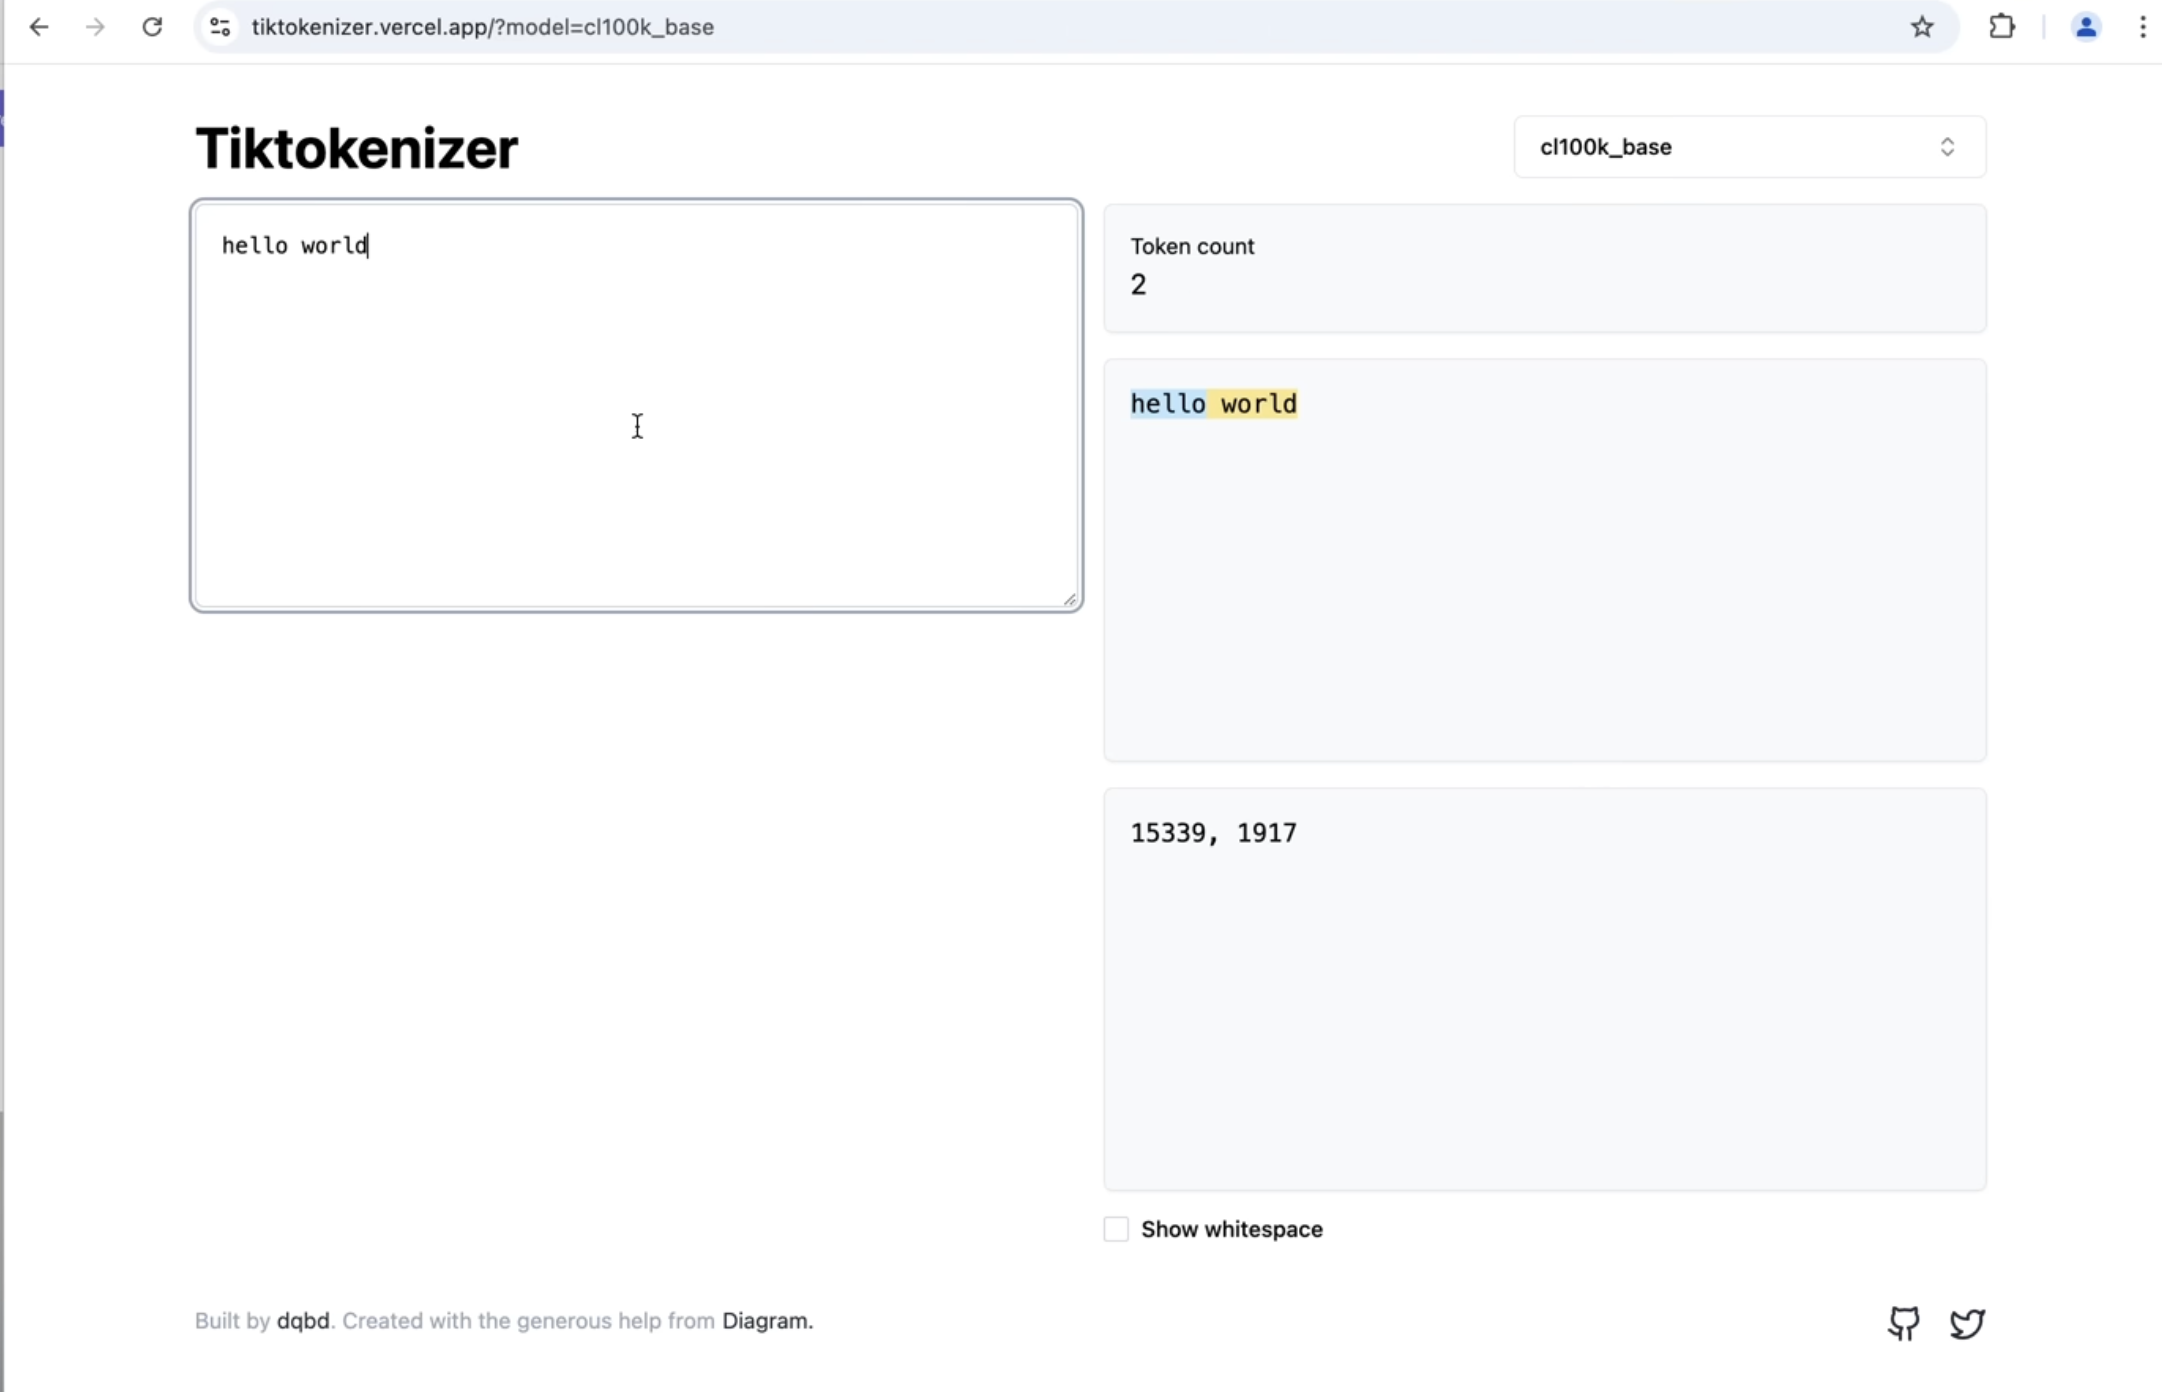 tiktokenizer.vercel.app/?model=cl100k_base
Tiktokenizer
cl100k_base
hello world
Token count
2
hello world
15339, 1917
Show whitespace
Built by dqbd. Created with the generous help from Diagram.